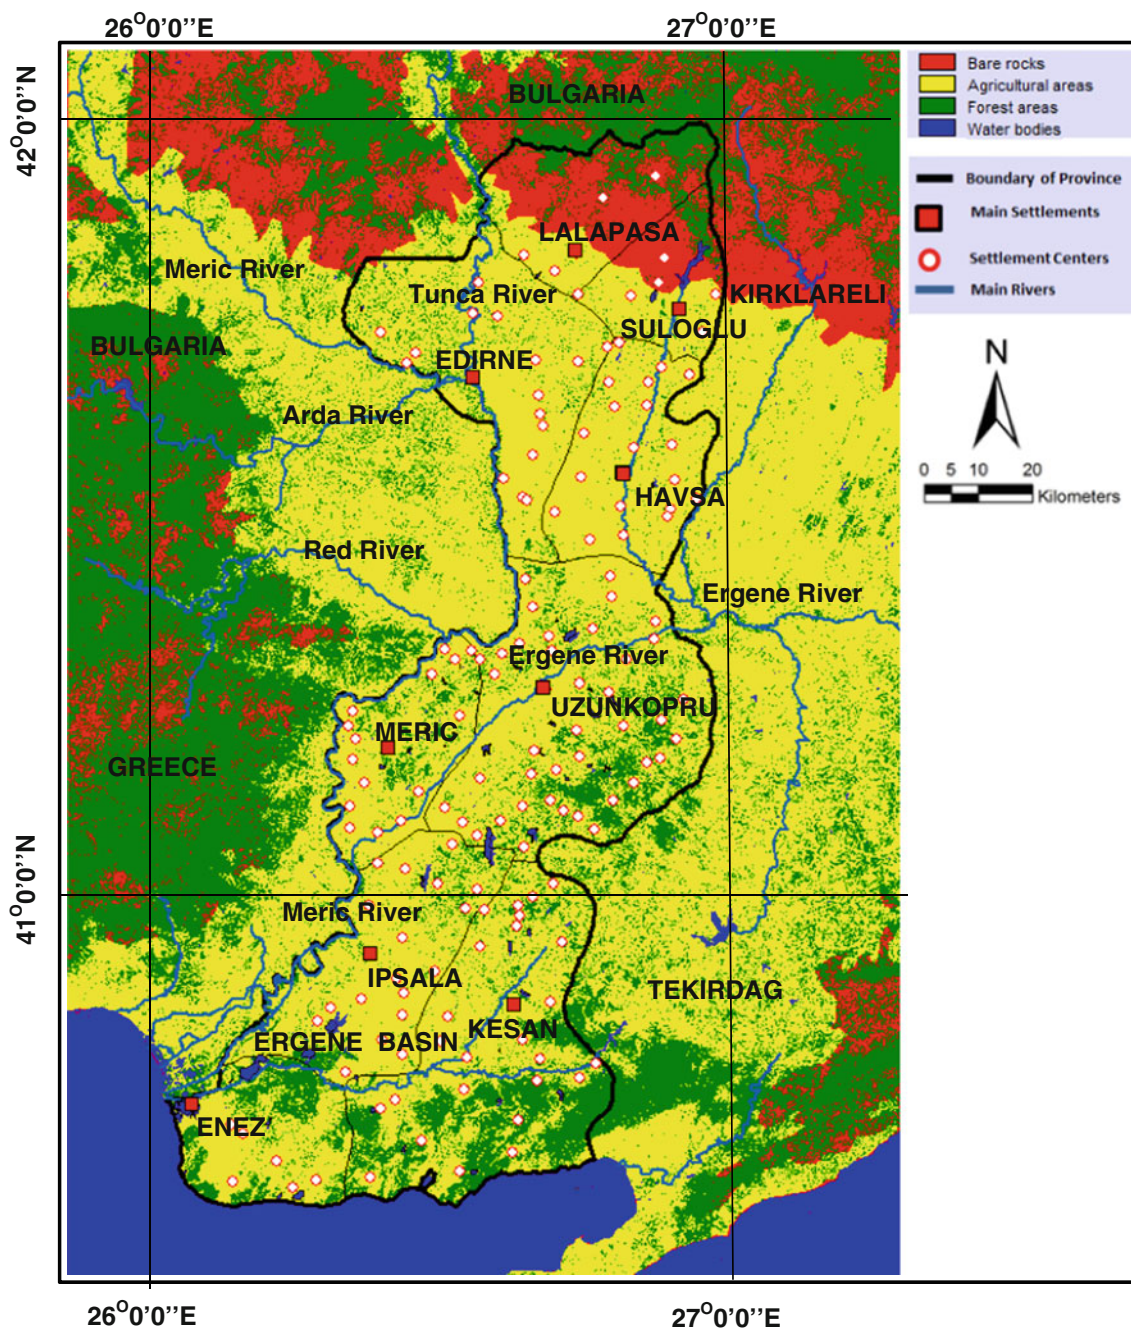 26°0'0''E
27°0'0''E
42°0'0''N
BULGARIA
Bare rocks
Agricultural areas
Forest areas
Water bodies
Boundary of Province
Main Settlements
Settlement Centers
Main Rivers
LALAPASA
Meric River
Tunca River
KIRKLARELI
SULOGLU
BULGARIA
EDIRNE
N
Arda River
0 5 10 20
Kilometers
HAVSA
Red River
Ergene River
Ergene River
UZUNKOPRU
MERIC
GREECE
41°0'0''N
Meric River
IPSALA
TEKIRDAG
KESAN
ERGENE BASIN
ENEZ
26°0'0''E
27°0'0''E